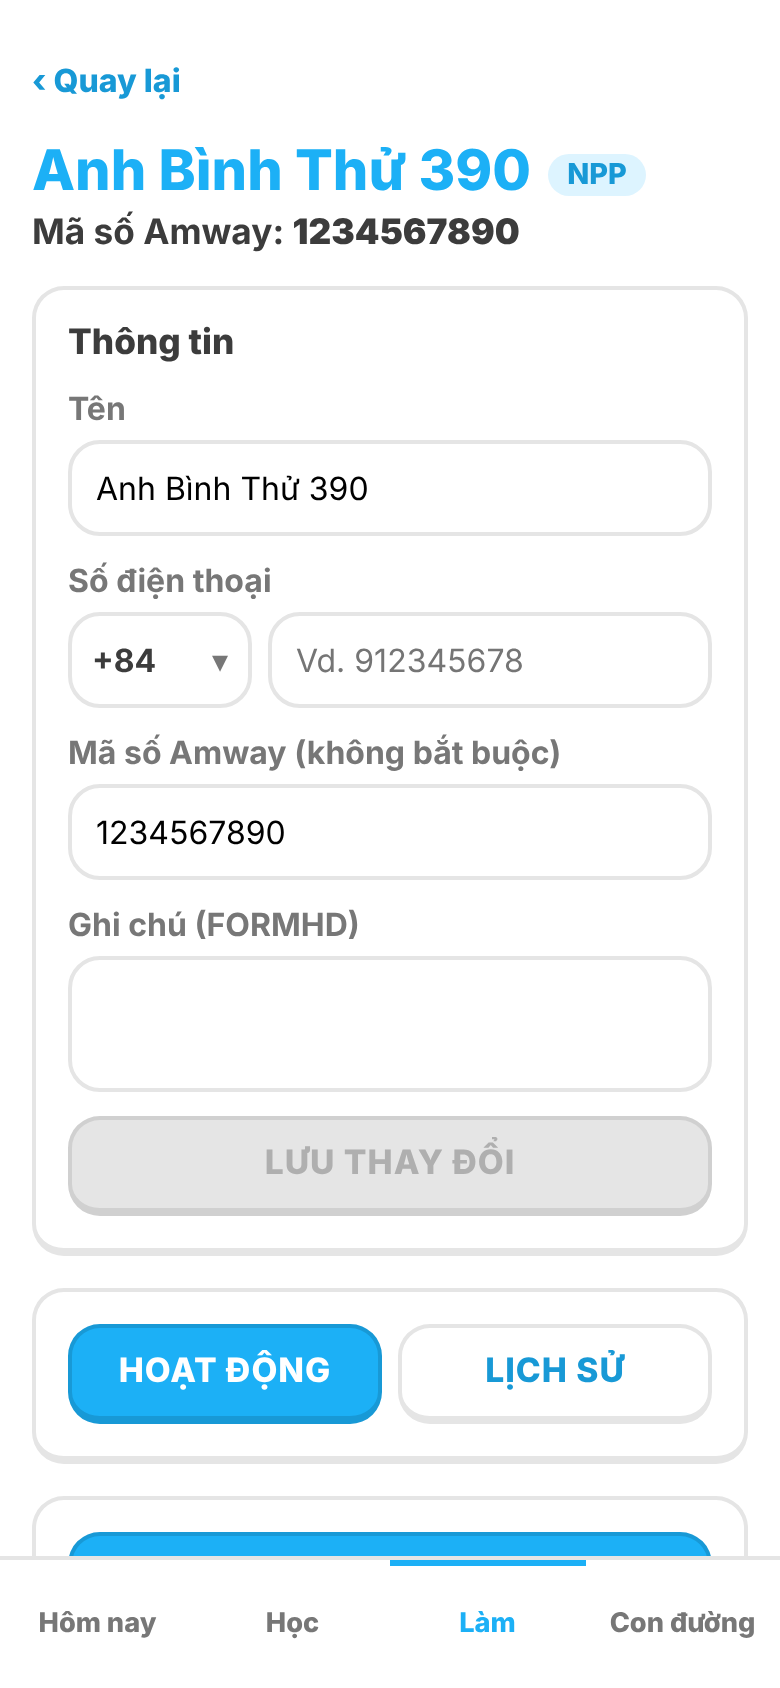 ‹ Quay lại
Anh Bình Thử 390 NPP
Mã số Amway: 1234567890
Thông tin
Tên
Anh Bình Thử 390
Số điện thoại
+84 ▼ Vd. 912345678
Mã số Amway (không bắt buộc)
1234567890
Ghi chú (FORMHD)
LƯU THAY ĐỔI
HOẠT ĐỘNG LỊCH SỬ
Hôm nay Học Làm Con đường